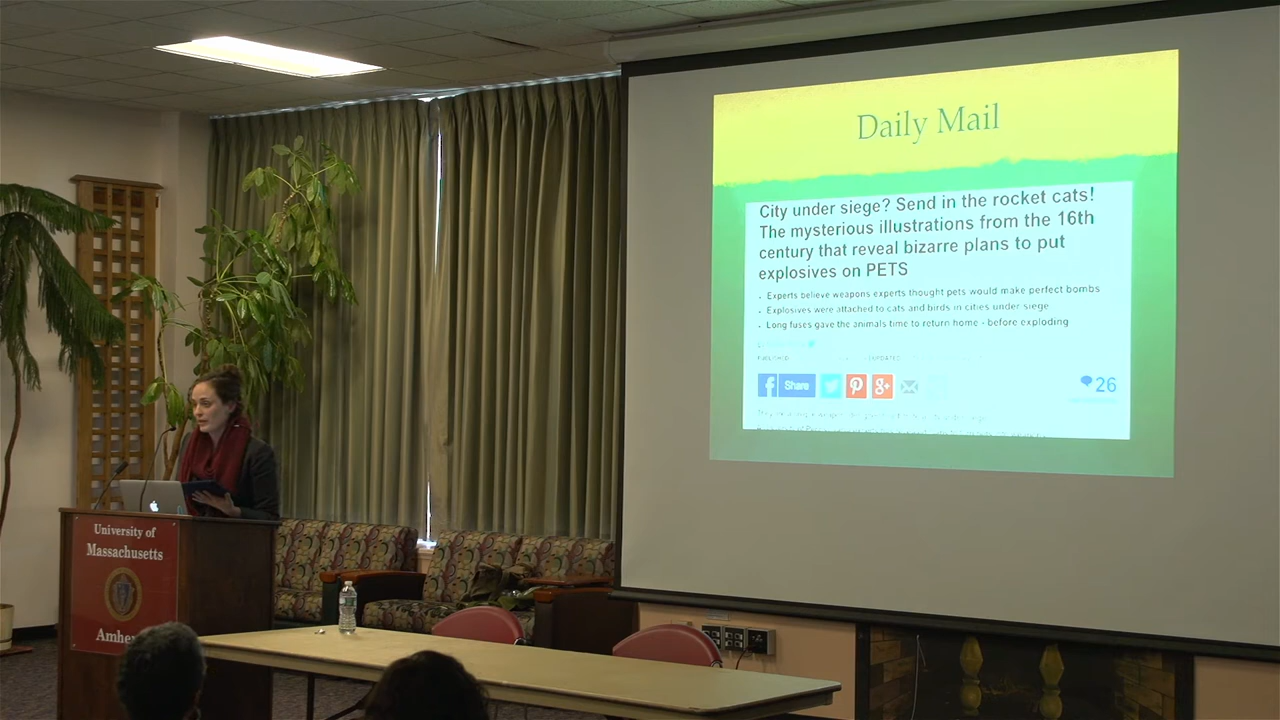 Daily Mail
City under siege? Send in the rocket cats!
The mysterious illustrations from the 16th
century that reveal bizarre plans to put
explosives on PETS
• Experts believe weapons experts thought pets would make perfect bombs
• Explosives were attached to cats and birds in cities under siege
• Long fuses gave the animals time to return home - before exploding
Share
26
University of
Massachusetts